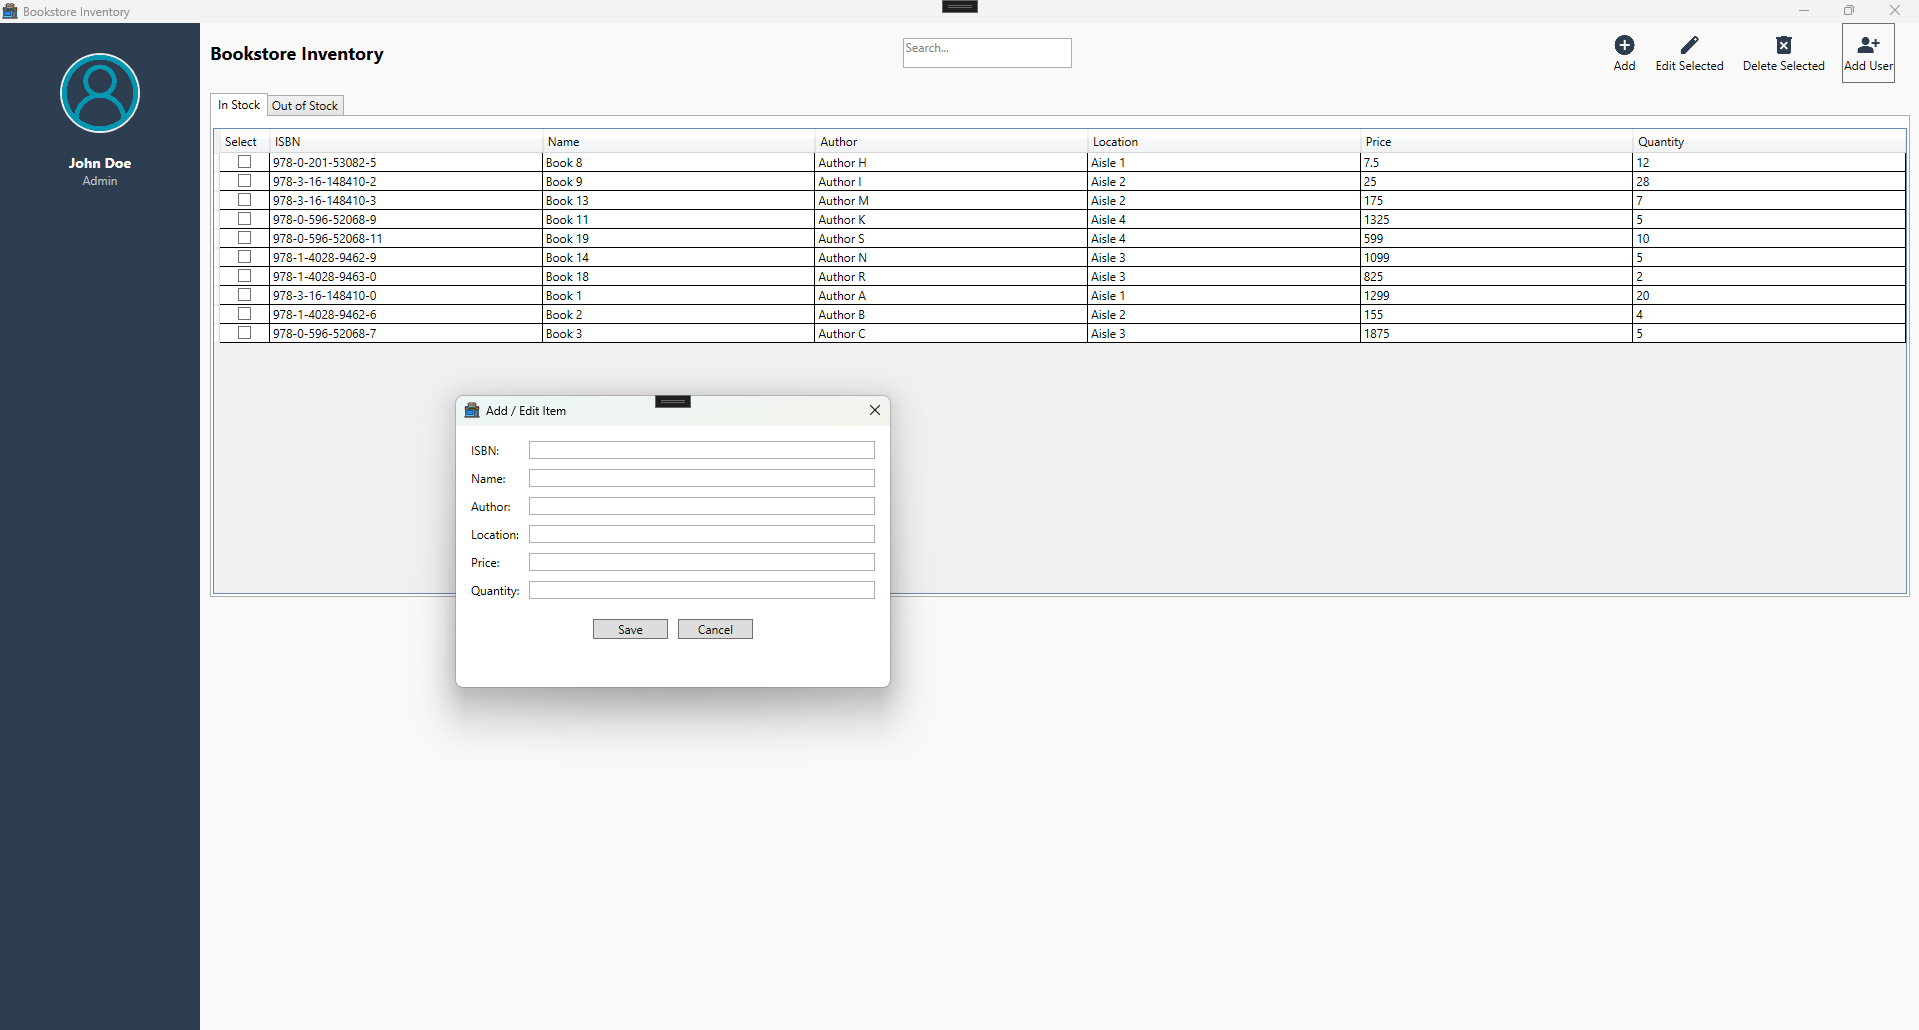 Bookstore Inventory
John Doe
Admin
Bookstore Inventory
Search...
Add
Edit Selected
Delete Selected
Add User
In Stock
Out of Stock
Select ISBN Name Author Location Price Quantity
978-0-201-53082-5 Book 8 Author H Aisle 1 7.5 12
978-3-16-148410-2 Book 9 Author I Aisle 2 25 28
978-3-16-148410-3 Book 13 Author M Aisle 2 175 7
978-0-596-52068-9 Book 11 Author K Aisle 4 1325 5
978-0-596-52068-11 Book 19 Author S Aisle 4 599 10
978-1-4028-9462-9 Book 14 Author N Aisle 3 1099 5
978-1-4028-9463-0 Book 18 Author R Aisle 3 825 2
978-3-16-148410-0 Book 1 Author A Aisle 1 1299 20
978-1-4028-9462-6 Book 2 Author B Aisle 2 155 4
978-0-596-52068-7 Book 3 Author C Aisle 3 1875 5
Add / Edit Item
ISBN:
Name:
Author:
Location:
Price:
Quantity:
Save
Cancel